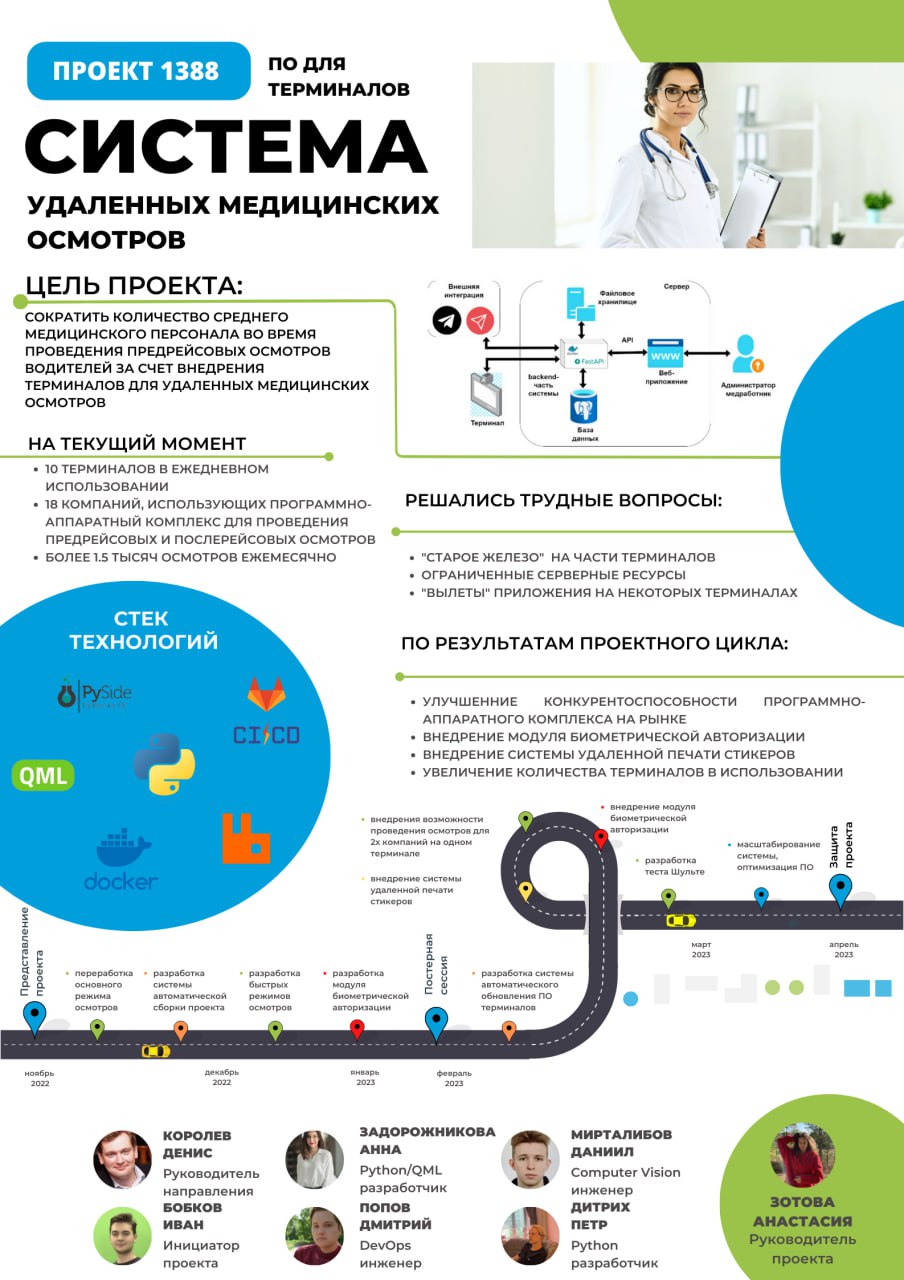 ПРОЕКТ 1388
ПО ДЛЯ
ТЕРМИНАЛОВ
СИСТЕМА
УДАЛЕННЫХ МЕДИЦИНСКИХ
ОСМОТРОВ
ЦЕЛЬ ПРОЕКТА:
СОКРАТИТЬ КОЛИЧЕСТВО СРЕДНЕГО
МЕДИЦИНСКОГО ПЕРСОНАЛА ВО ВРЕМЯ
ПРОВЕДЕНИЯ ПРЕДРЕЙСОВЫХ ОСМОТРОВ
ВОДИТЕЛЕЙ ЗА СЧЕТ ВНЕДРЕНИЯ
ТЕРМИНАЛОВ ДЛЯ УДАЛЕННЫХ МЕДИЦИНСКИХ
ОСМОТРОВ
Внешняя
интеграция
Файловое
хранилище
Сервер
API
FastAPI
WWW
backend-
часть
системы
Веб-
приложение
Администратор
медработник
Терминал
База
данных
НА ТЕКУЩИЙ МОМЕНТ
10 ТЕРМИНАЛОВ В ЕЖЕДНЕВНОМ
ИСПОЛЬЗОВАНИИ
18 КОМПАНИЙ, ИСПОЛЬЗУЮЩИХ ПРОГРАММНО-
АППАРАТНЫЙ КОМПЛЕКС ДЛЯ ПРОВЕДЕНИЯ
ПРЕДРЕЙСОВЫХ И ПОСЛЕРЕЙСОВЫХ ОСМОТРОВ
БОЛЕЕ 1.5 ТЫСЯЧ ОСМОТРОВ ЕЖЕМЕСЯЧНО
РЕШАЛИСЬ ТРУДНЫЕ ВОПРОСЫ:
"СТАРОЕ ЖЕЛЕЗО" НА ЧАСТИ ТЕРМИНАЛОВ
ОГРАНИЧЕННЫЕ СЕРВЕРНЫЕ РЕСУРСЫ
"ВЫЛЕТЫ" ПРИЛОЖЕНИЯ НА НЕКОТОРЫХ ТЕРМИНАЛАХ
СТЕК
ТЕХНОЛОГИЙ
PySide
CI/CD
QML
docker
ПО РЕЗУЛЬТАТАМ ПРОЕКТНОГО ЦИКЛА:
УЛУЧШЕННИЕ КОНКУРЕНТОСПОСОБНОСТИ ПРОГРАММНО-
АППАРАТНОГО КОМПЛЕКСА НА РЫНКЕ
ВНЕДРЕНИЕ МОДУЛЯ БИОМЕТРИЧЕСКОЙ АВТОРИЗАЦИИ
ВНЕДРЕНИЕ СИСТЕМЫ УДАЛЕННОЙ ПЕЧАТИ СТИКЕРОВ
УВЕЛИЧЕНИЕ КОЛИЧЕСТВА ТЕРМИНАЛОВ В ИСПОЛЬЗОВАНИИ
внедрения возможности
проведения осмотров для
2х компаний на одном
терминале
внедрение системы
удаленной печати
стикеров
внедрение модуля
биометрической
авторизации
разработка
теста Шульте
масштабирование
системы,
оптимизация ПО
Защита
проекта
март
2023
апрель
2023
Представление
проекта
переработка
основного
режима
осмотров
разработка
системы
автоматической
сборки проекта
разработка
быстрых
режимов
осмотров
разработка
модуля
биометрической
авторизации
Постерная
сессия
разработка системы
автоматического
обновления ПО
терминалов
ноябрь
2022
декабрь
2022
январь
2023
февраль
2023
КОРОЛЕВ
ДЕНИС
Руководитель
направления
ЗАДОРОЖНИКОВА
АННА
Python/QML
разработчик
МИРТАЛИБОВ
ДАНИИЛ
Computer Vision
инженер
БОБКОВ
ИВАН
Инициатор
проекта
ПОПОВ
ДМИТРИЙ
DevOps
инженер
ДИТРИХ
ПЕТР
Python
разработчик
ЗОТОВА
АНАСТАСИЯ
Руководитель
проекта